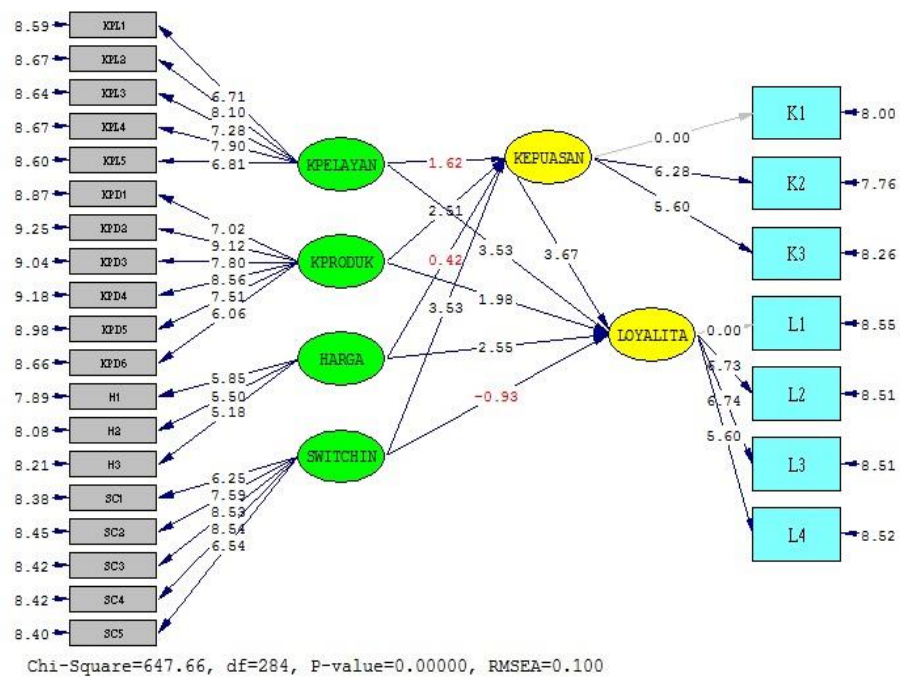 8.59 KPL1
8.67 KPL2
8.64 KPL3
8.67 KPL4
8.60 KPL5
8.87 KPD1
9.25 KPD2
9.04 KPD3
9.18 KPD4
8.98 KPD5
8.66 KPD6
7.89 H1
8.08 H2
8.21 H3
8.38 SC1
8.45 SC2
8.42 SC3
8.42 SC4
8.40 SC5
6.71
8.10
7.28
7.90
6.81
7.02
9.12
7.80
8.56
7.51
6.06
5.85
5.50
5.18
6.25
7.59
8.53
8.54
6.54
KPELAYAN
KPRODUK
HARGA
SWITCHIN
1.62
2.51
0.42
3.53
3.53
1.98
2.55
-0.93
KEPUASAN
3.67
LOYALITA
0.00
6.28
5.60
0.00
6.74
5.60
K1 8.00
K2 7.76
K3 8.26
L1 8.55
L2 8.51
L3 8.51
L4 8.52
Chi-Square=647.66, df=284, P-value=0.00000, RMSEA=0.100